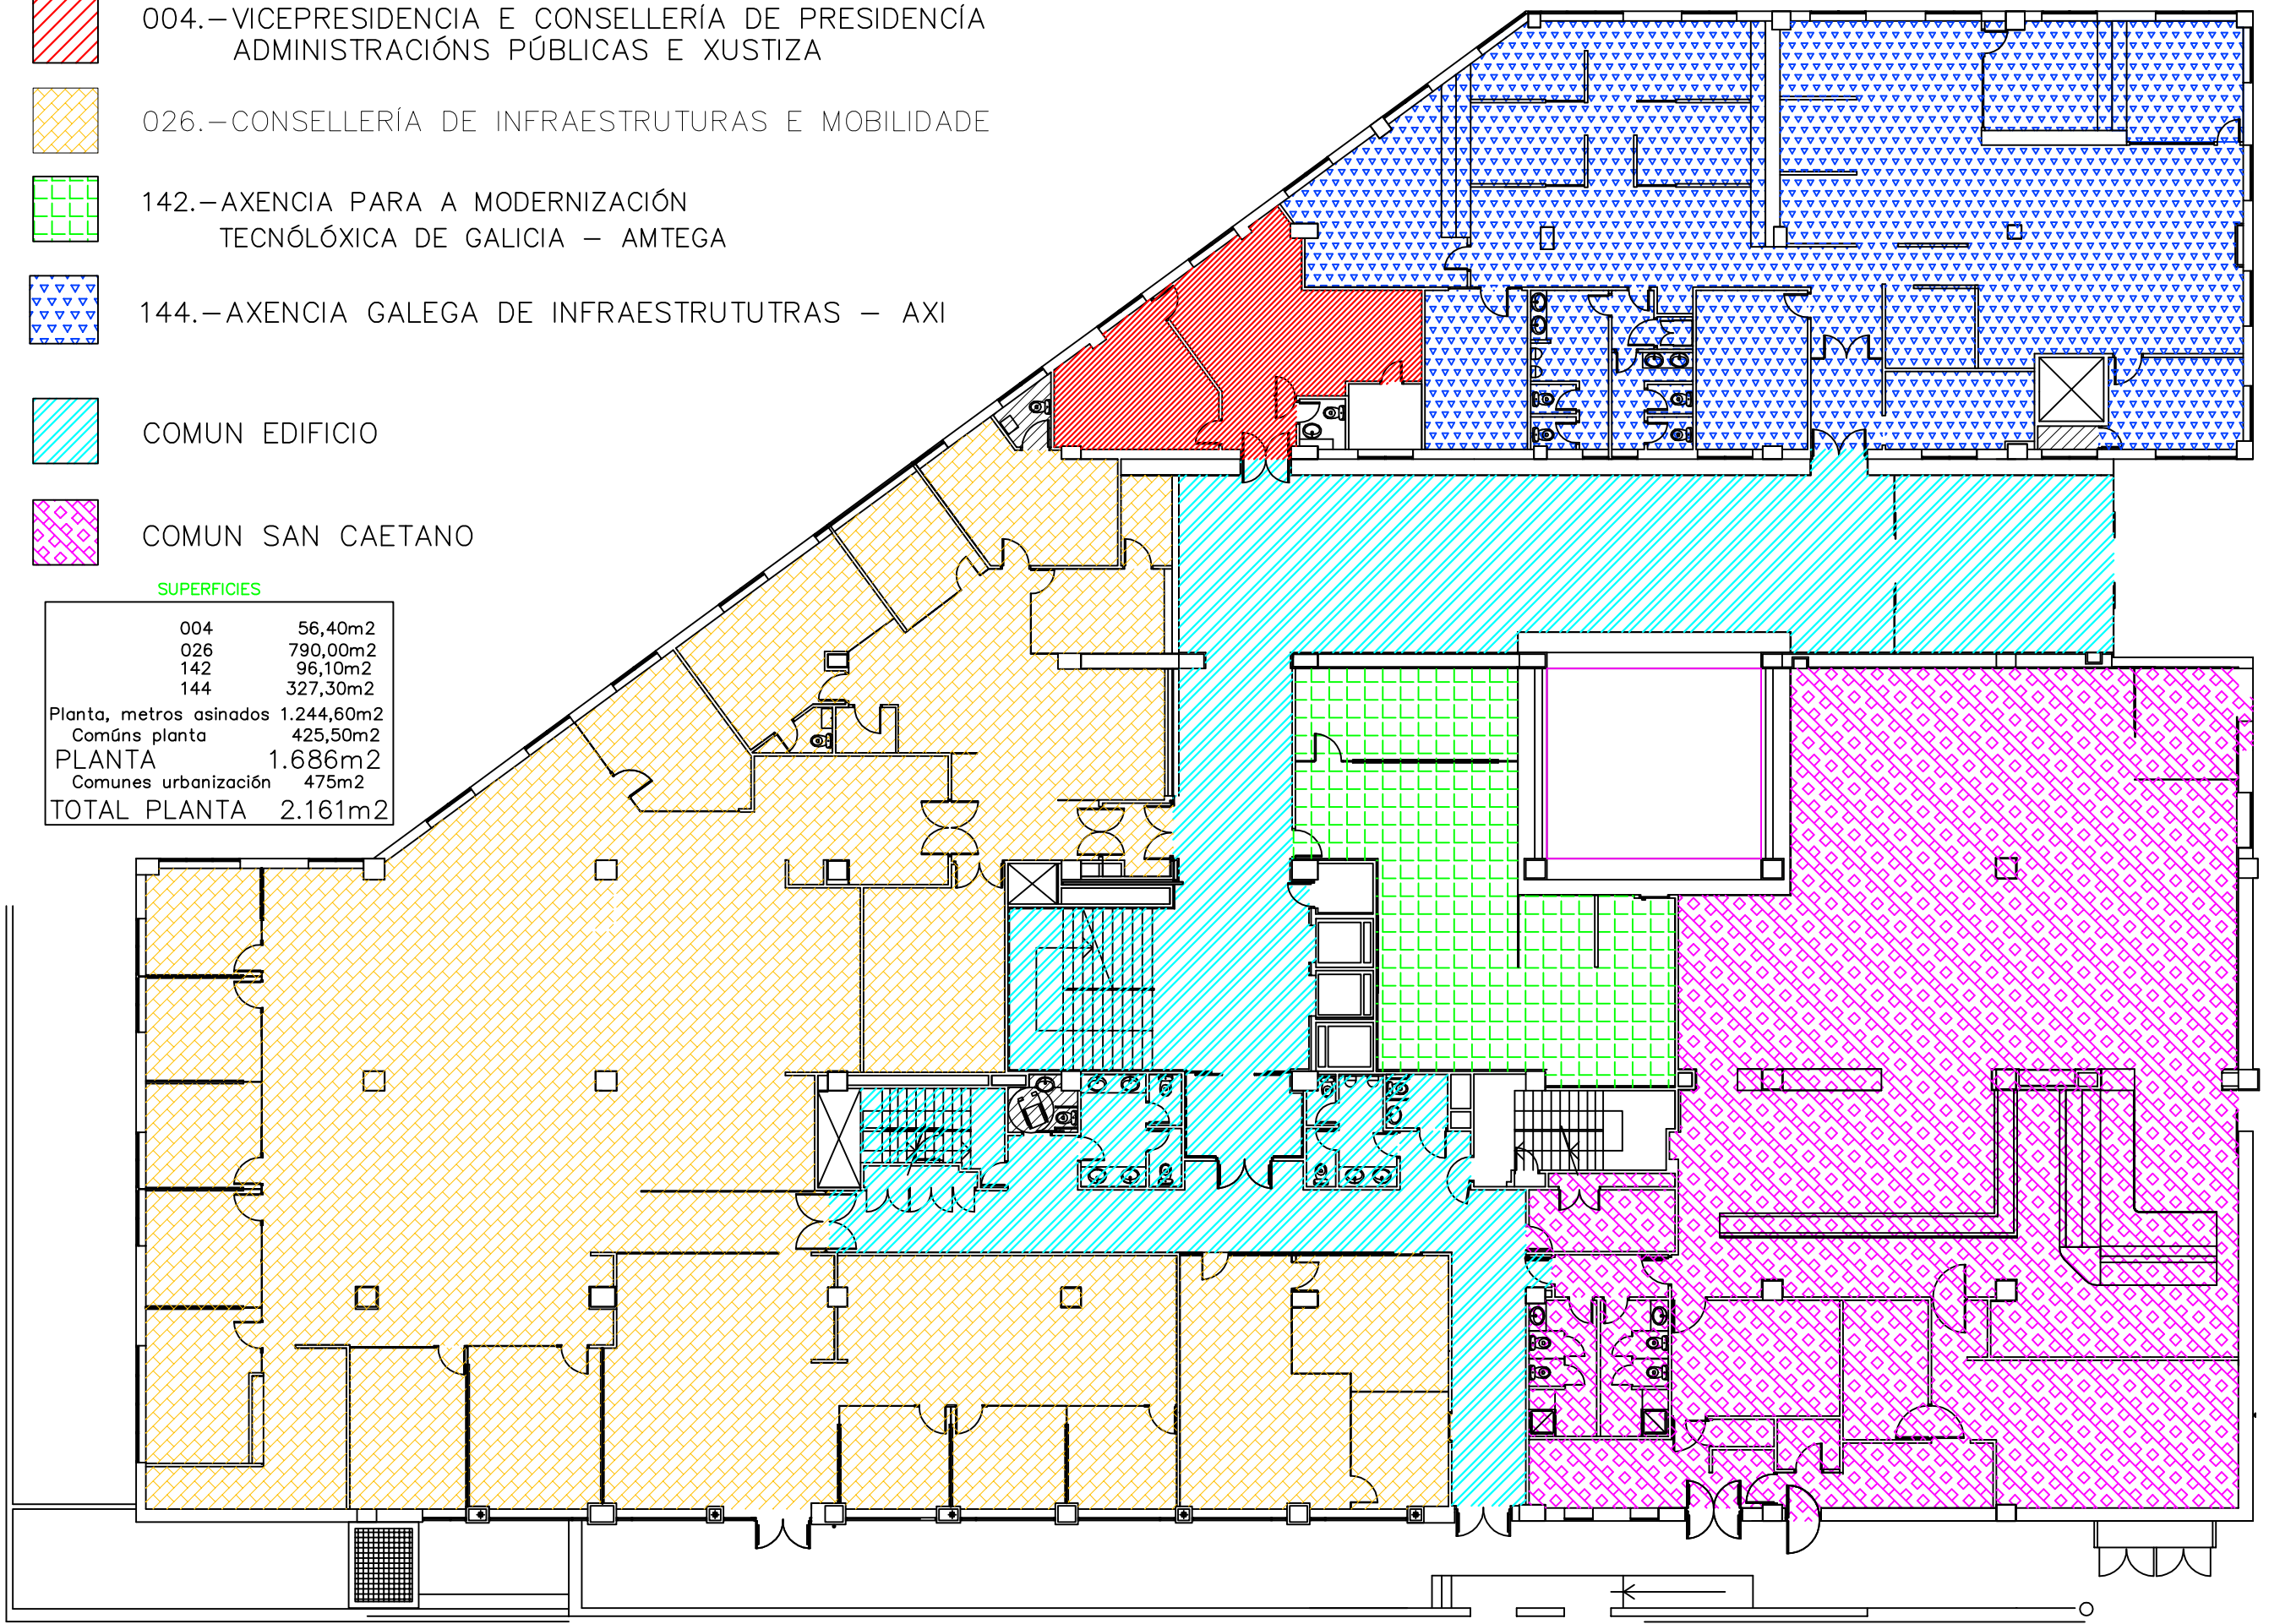 004.-VICEPRESIDENCIA E CONSELLERÍA DE PRESIDENCÍA
ADMINISTRACIÓNS PÚBLICAS E XUSTIZA
026.-CONSELLERÍA DE INFRAESTRUTURAS E MOBILIDADE
142.-AXENCIA PARA A MODERNIZACIÓN
TECNÓLÓXICA DE GALICIA - AMTEGA
144.-AXENCIA GALEGA DE INFRAESTRUTUTRAS - AXI
COMUN EDIFICIO
COMUN SAN CAETANO
SUPERFICIES
004 56,40m2
026 790,00m2
142 96,10m2
144 327,30m2
Planta, metros asinados 1.244,60m2
Comúns planta 425,50m2
PLANTA 1.686m2
Comunes urbanización 475m2
TOTAL PLANTA 2.161m2